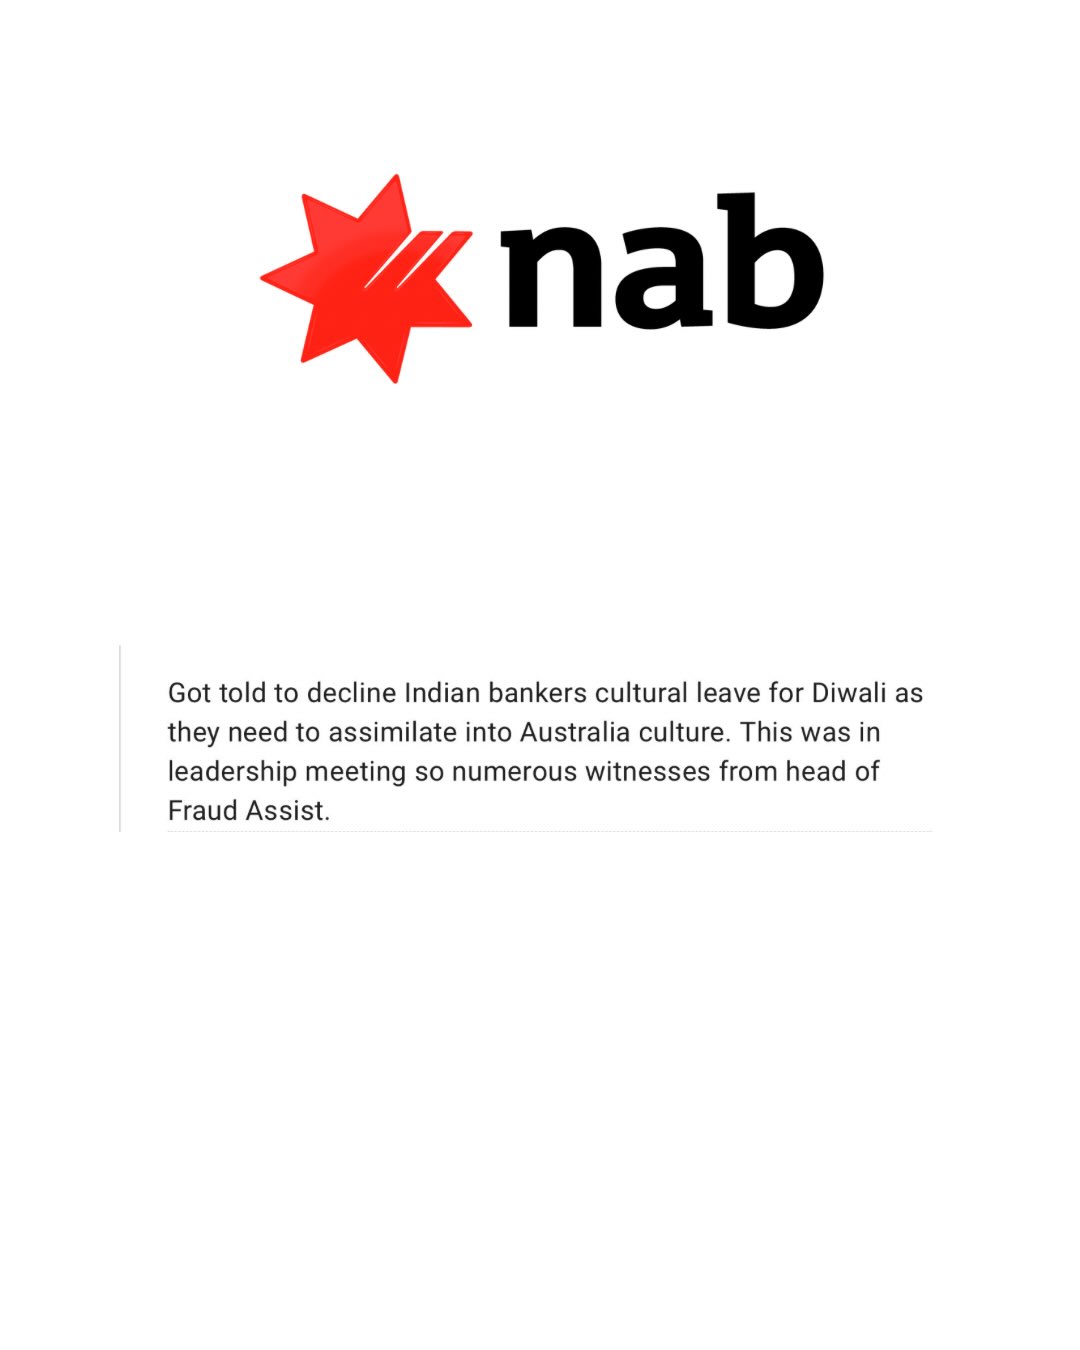 nab
Got told to decline Indian bankers cultural leave for Diwali as
they need to assimilate into Australia culture. This was in
leadership meeting so numerous witnesses from head of
Fraud Assist.